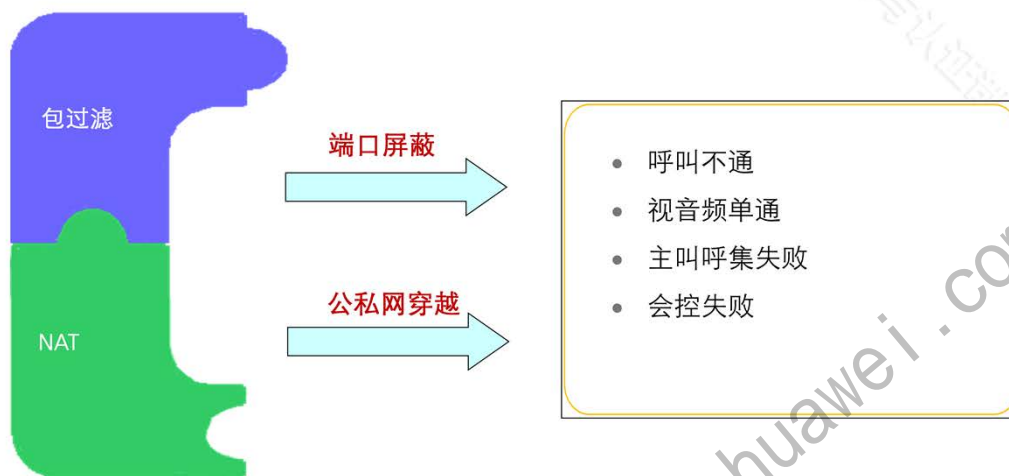 包过滤
端口屏蔽
呼叫不通
视音频单通
主叫呼集失败
会控失败
公私网穿越
NAT
huawei.com